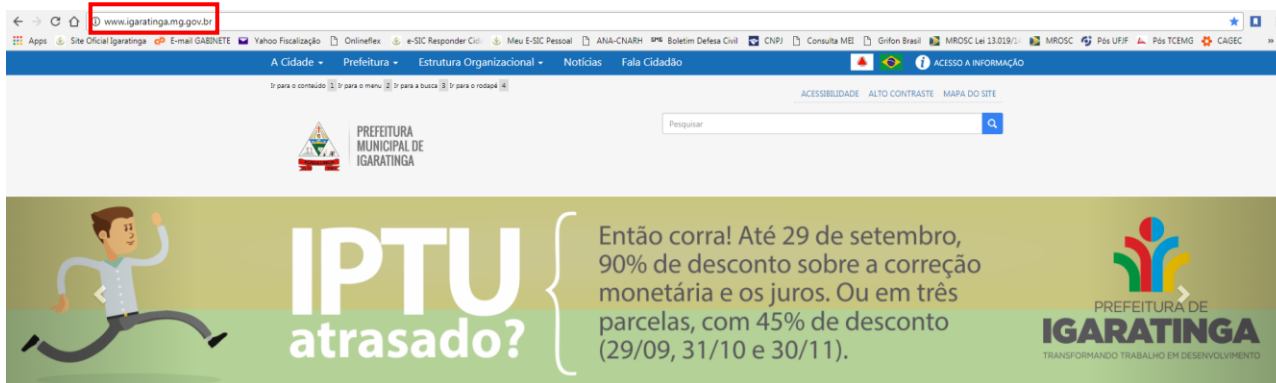 www.igaratinga.mg.gov.br
Apps Site Oficial Igaratinga E-mail GABINETE Yahoo Fiscalização Onlineflex e-SIC Responder Cid Meu E-SIC Pessoal ANA-CNARH Boletim Defesa Civil CNPJ Consulta MEI Grifon Brasil MROSC Lei 13.019/1 MROSC Pós UFJF Pós TCEMG CAGEC »
A Cidade Prefeitura Estrutura Organizacional Notícias Fala Cidadão ACESSO A INFORMAÇÃO
Ir para o conteúdo 1 Ir para o menu 2 Ir para a busca 3 Ir para o rodapé 4
ACESSIBILIDADE ALTO CONTRASTE MAPA DO SITE
Pesquisar
PREFEITURA
MUNICIPAL DE
IGARATINGA
IPTU
atrasado?
Então corra! Até 29 de setembro,
90% de desconto sobre a correção
monetária e os juros. Ou em três
parcelas, com 45% de desconto
(29/09, 31/10 e 30/11).
PREFEITURA DE
IGARATINGA
TRANSFORMANDO TRABALHO EM DESENVOLVIMENTO